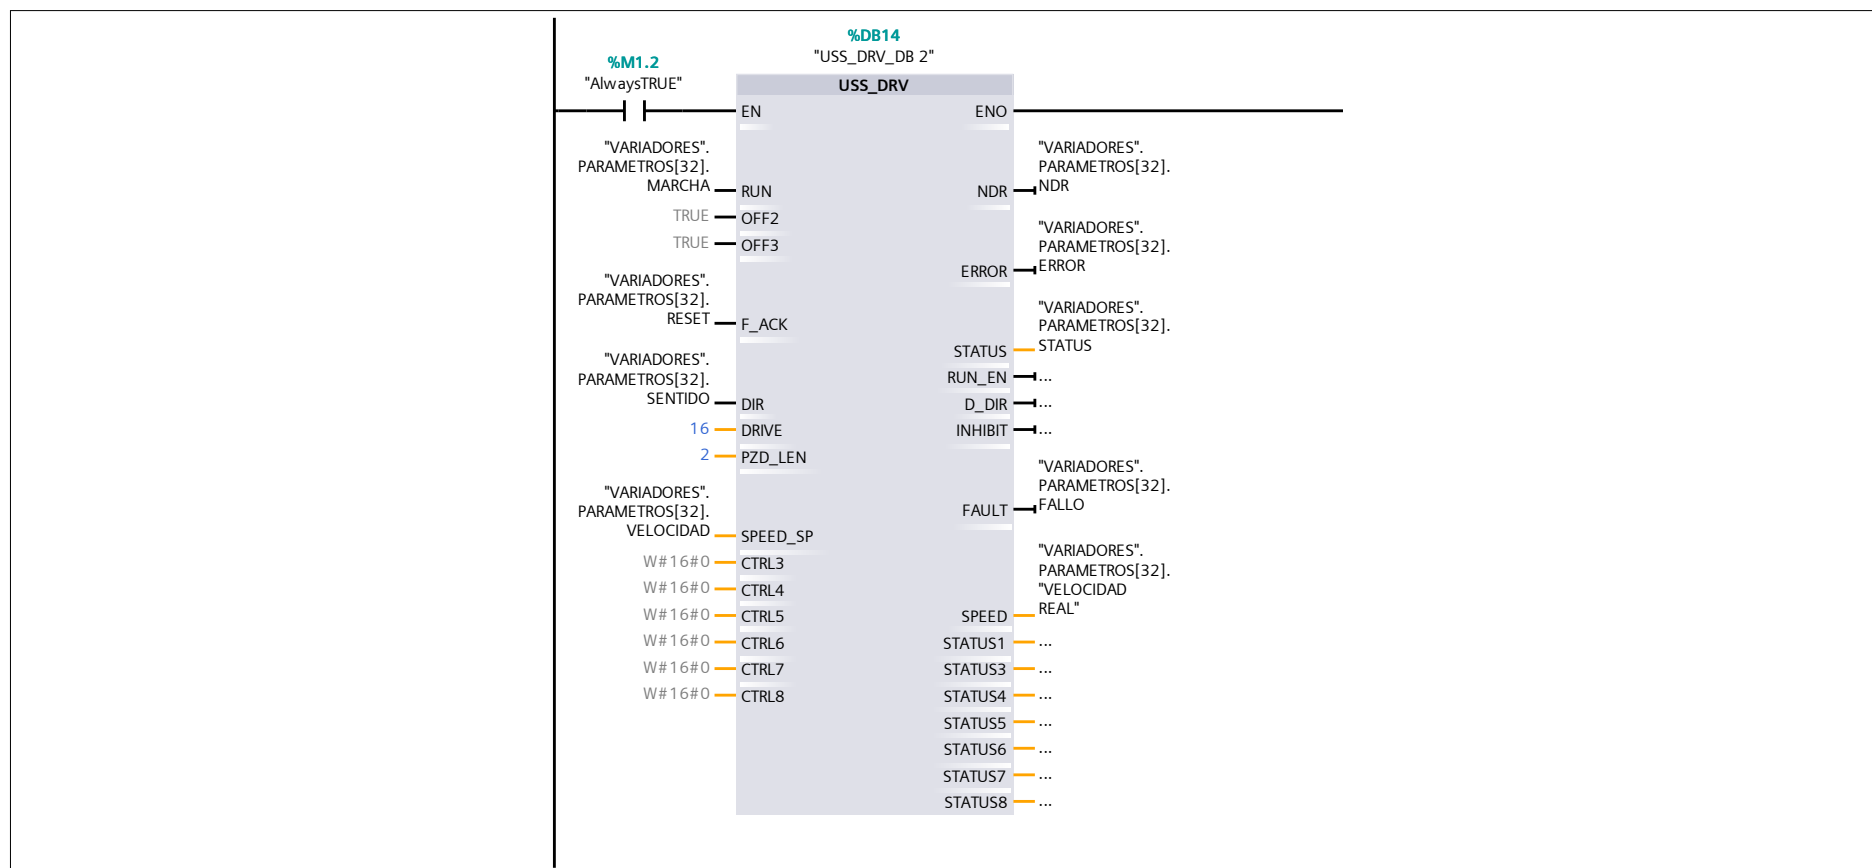 %DB14
"USS_DRV_DB 2"
%M1.2
"AlwaysTRUE"
USS_DRV
EN
ENO
"VARIADORES".
PARAMETROS[32].
MARCHA
RUN
"VARIADORES".
PARAMETROS[32].
NDR
NDR
TRUE
OFF2
TRUE
OFF3
"VARIADORES".
PARAMETROS[32].
ERROR
ERROR
"VARIADORES".
PARAMETROS[32].
RESET
F_ACK
"VARIADORES".
PARAMETROS[32].
STATUS
STATUS
RUN_EN
...
"VARIADORES".
PARAMETROS[32].
SENTIDO
DIR
D_DIR
...
16
DRIVE
INHIBIT
...
2
PZD_LEN
"VARIADORES".
PARAMETROS[32].
FALLO
FAULT
"VARIADORES".
PARAMETROS[32].
VELOCIDAD
SPEED_SP
W#16#0
CTRL3
W#16#0
CTRL4
W#16#0
CTRL5
"VARIADORES".
PARAMETROS[32].
"VELOCIDAD
REAL"
SPEED
W#16#0
CTRL6
STATUS1
...
W#16#0
CTRL7
STATUS3
...
W#16#0
CTRL8
STATUS4
...
STATUS5
...
STATUS6
...
STATUS7
...
STATUS8
...